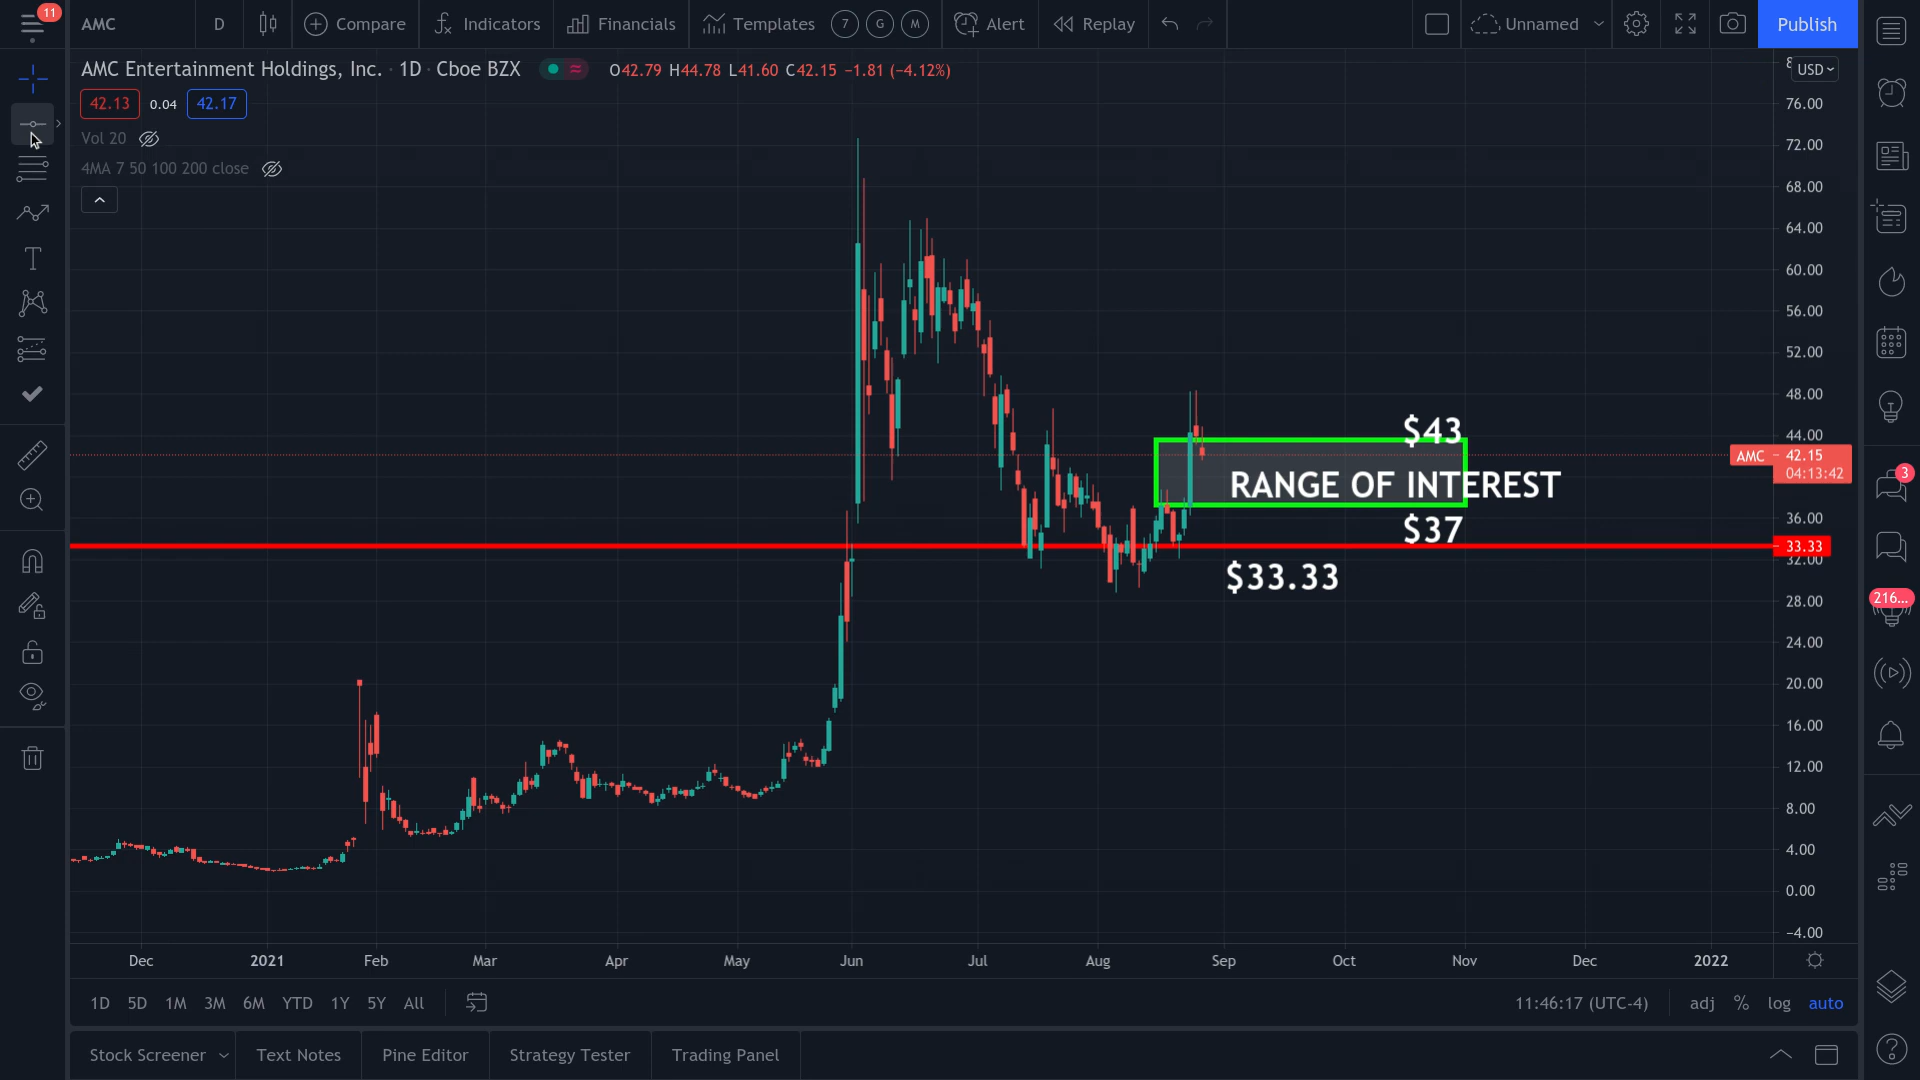 11
AMC
D
Compare
Indicators
Financials
Templates
7
G
M
Alert
Replay
Unnamed
Publish
AMC Entertainment Holdings, Inc. · 1D · Cboe BZX
O42.79 H44.78 L41.60 C42.15 −1.81 (−4.12%)
USD
42.13
0.04
42.17
Vol 20
4MA 7 50 100 200 close
76.00
72.00
68.00
64.00
60.00
56.00
52.00
48.00
44.00
AMC
42.15
04:13:42
36.00
33.33
32.00
28.00
24.00
20.00
16.00
12.00
8.00
4.00
0.00
−4.00
$43
RANGE OF INTEREST
$37
$33.33
3
216...
Dec
2021
Feb
Mar
Apr
May
Jun
Jul
Aug
Sep
Oct
Nov
Dec
2022
1D
5D
1M
3M
6M
YTD
1Y
5Y
All
11:46:17 (UTC-4)
adj
%
log
auto
Stock Screener
Text Notes
Pine Editor
Strategy Tester
Trading Panel